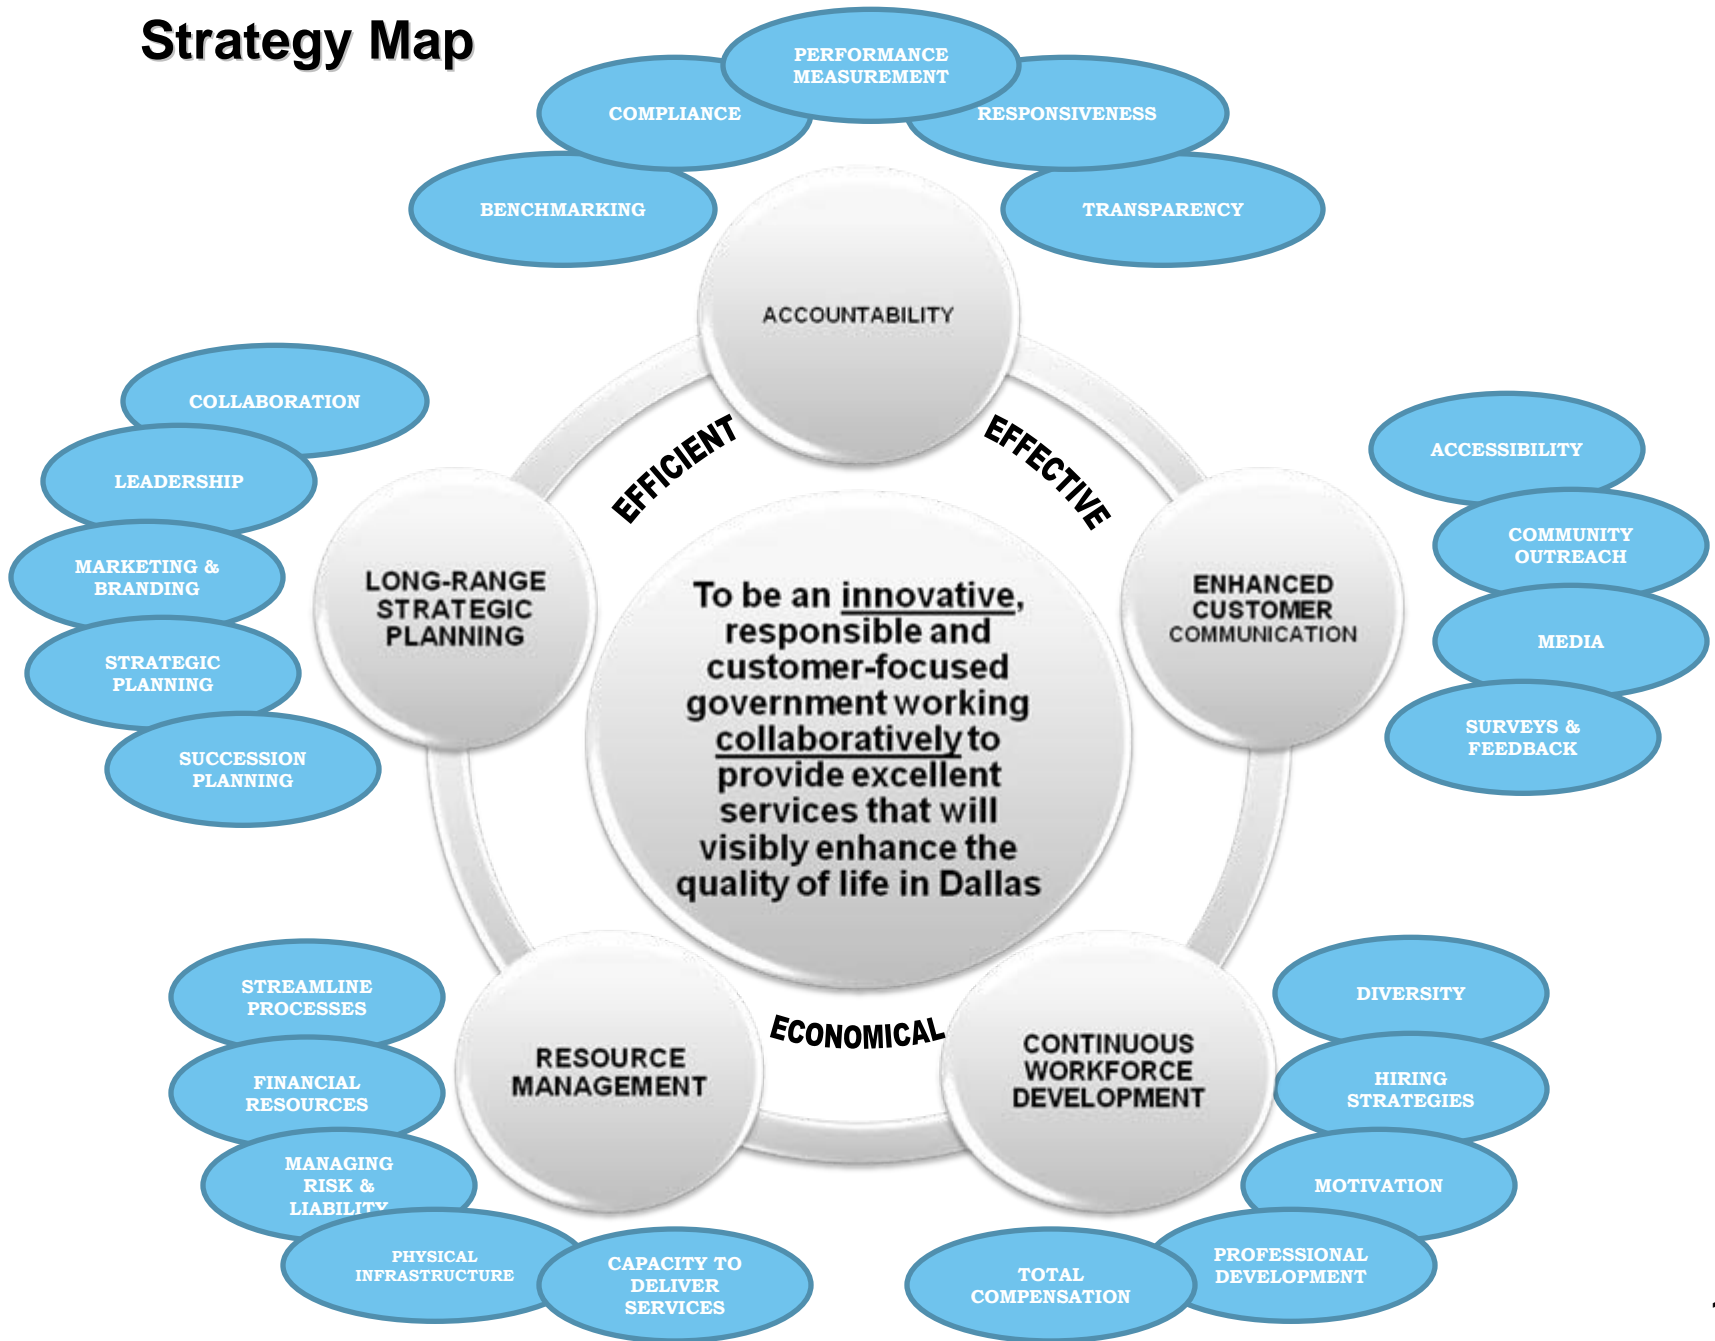 Strategy Map
PERFORMANCE
MEASUREMENT
COMPLIANCE
RESPONSIVENESS
BENCHMARKING
TRANSPARENCY
ACCOUNTABILITY
EFFICIENT
EFFECTIVE
COLLABORATION
LEADERSHIP
MARKETING &
BRANDING
STRATEGIC
PLANNING
SUCCESSION
PLANNING
LONG-RANGE
STRATEGIC
PLANNING
To be an innovative,
responsible and
customer-focused
government working
collaboratively to
provide excellent
services that will
visibly enhance the
quality of life in Dallas
ENHANCED
CUSTOMER
COMMUNICATION
ACCESSIBILITY
COMMUNITY
OUTREACH
MEDIA
SURVEYS &
FEEDBACK
STREAMLINE
PROCESSES
FINANCIAL
RESOURCES
MANAGING
RISK &
LIABILITY
PHYSICAL
INFRASTRUCTURE
CAPACITY TO
DELIVER
SERVICES
RESOURCE
MANAGEMENT
ECONOMICAL
CONTINUOUS
WORKFORCE
DEVELOPMENT
DIVERSITY
HIRING
STRATEGIES
MOTIVATION
PROFESSIONAL
DEVELOPMENT
TOTAL
COMPENSATION